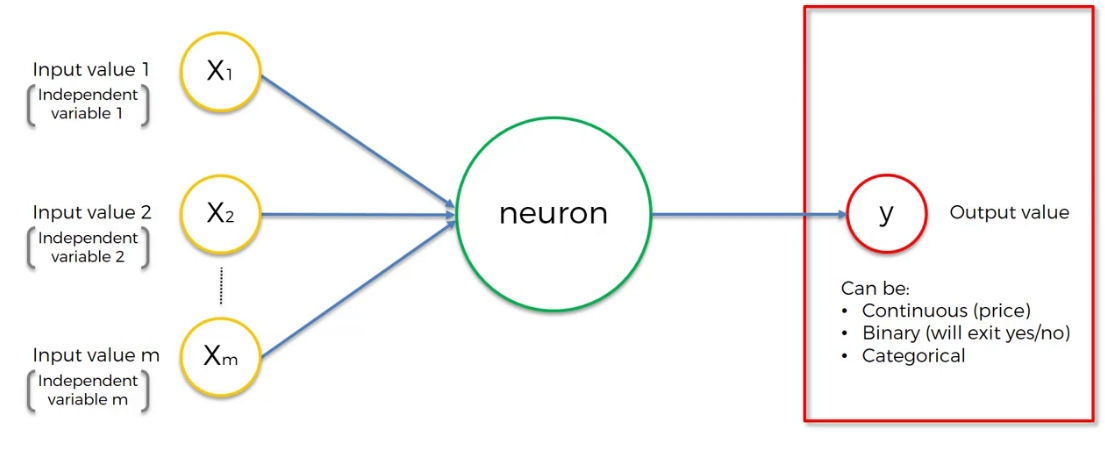 Input value 1
Independent
variable 1
X1
Input value 2
Independent
variable 2
X2
Input value m
Independent
variable m
Xm
neuron
y
Output value
Can be:
• Continuous (price)
• Binary (will exit yes/no)
• Categorical